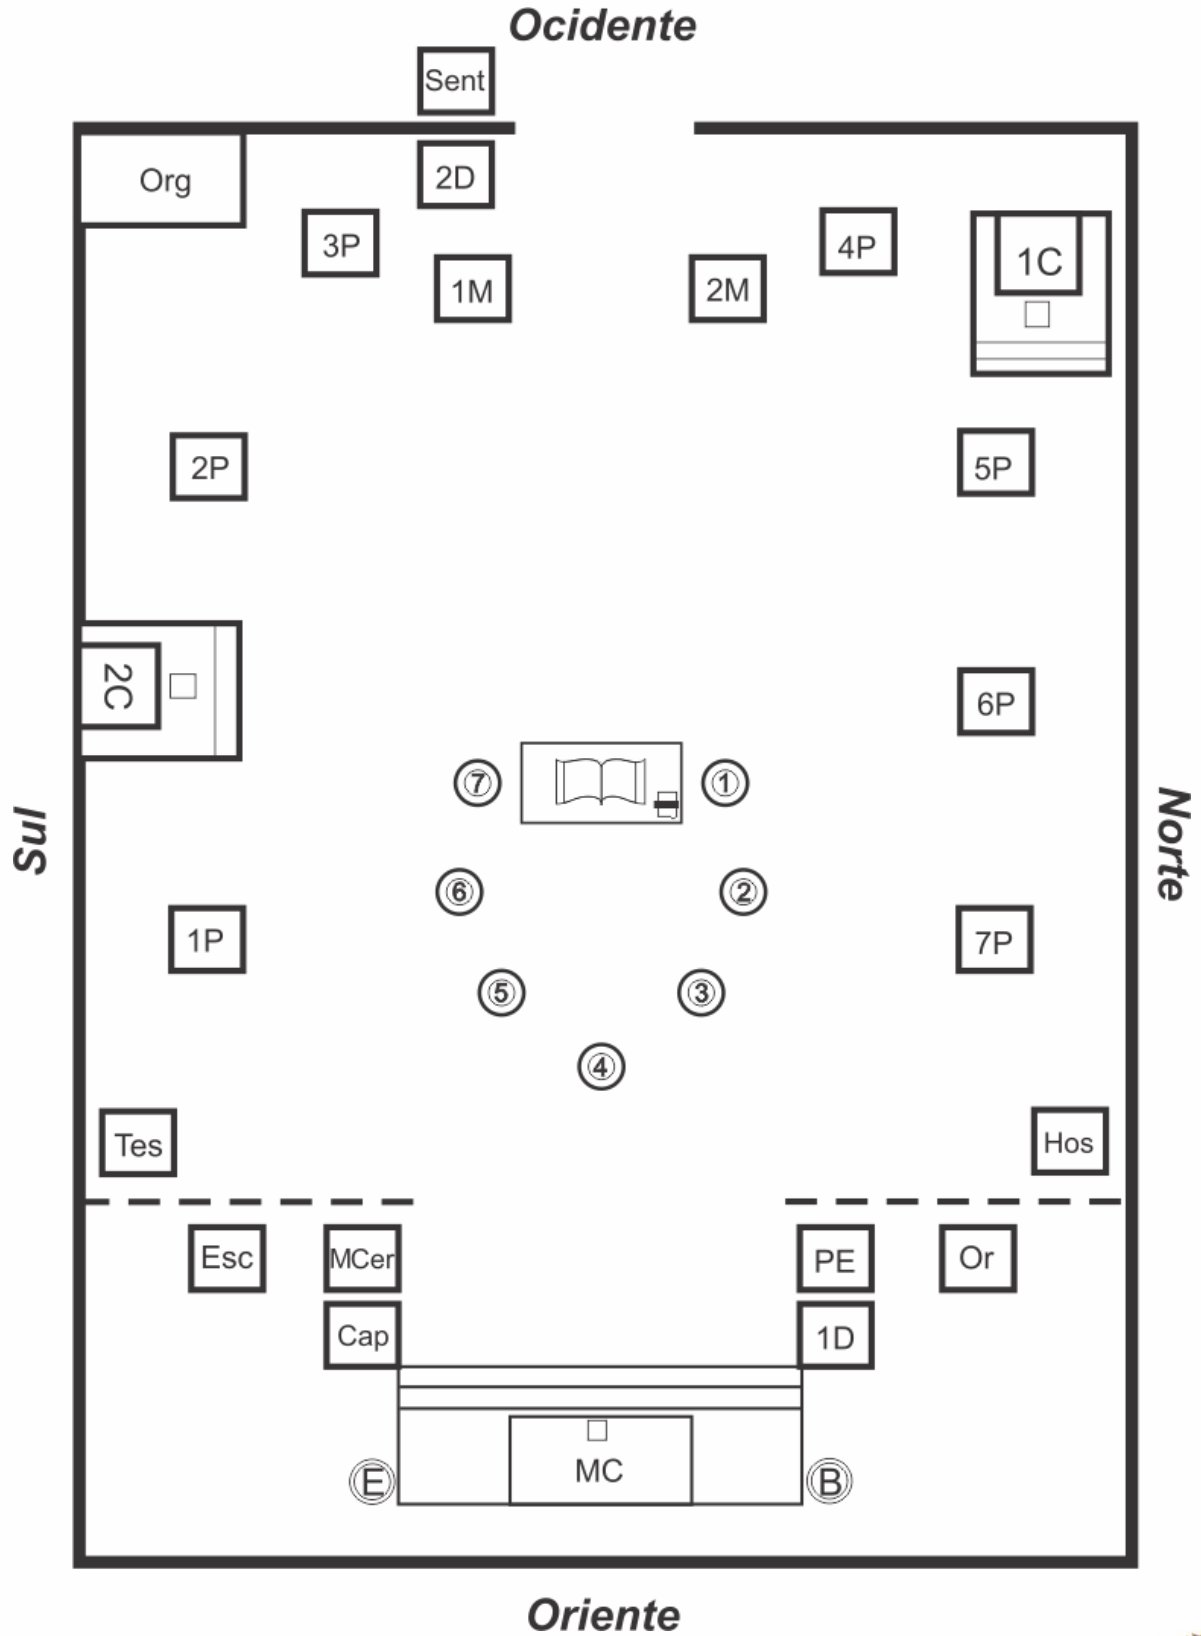 Ocidente
Sent
Org
2D
3P
4P
1C
1M
2M
2P
5P
2C
6P
⑦
①
Sul
Norte
⑥
②
1P
7P
⑤
③
④
Tes
Hos
Esc
MCer
PE
Or
Cap
1D
MC
E
B
Oriente